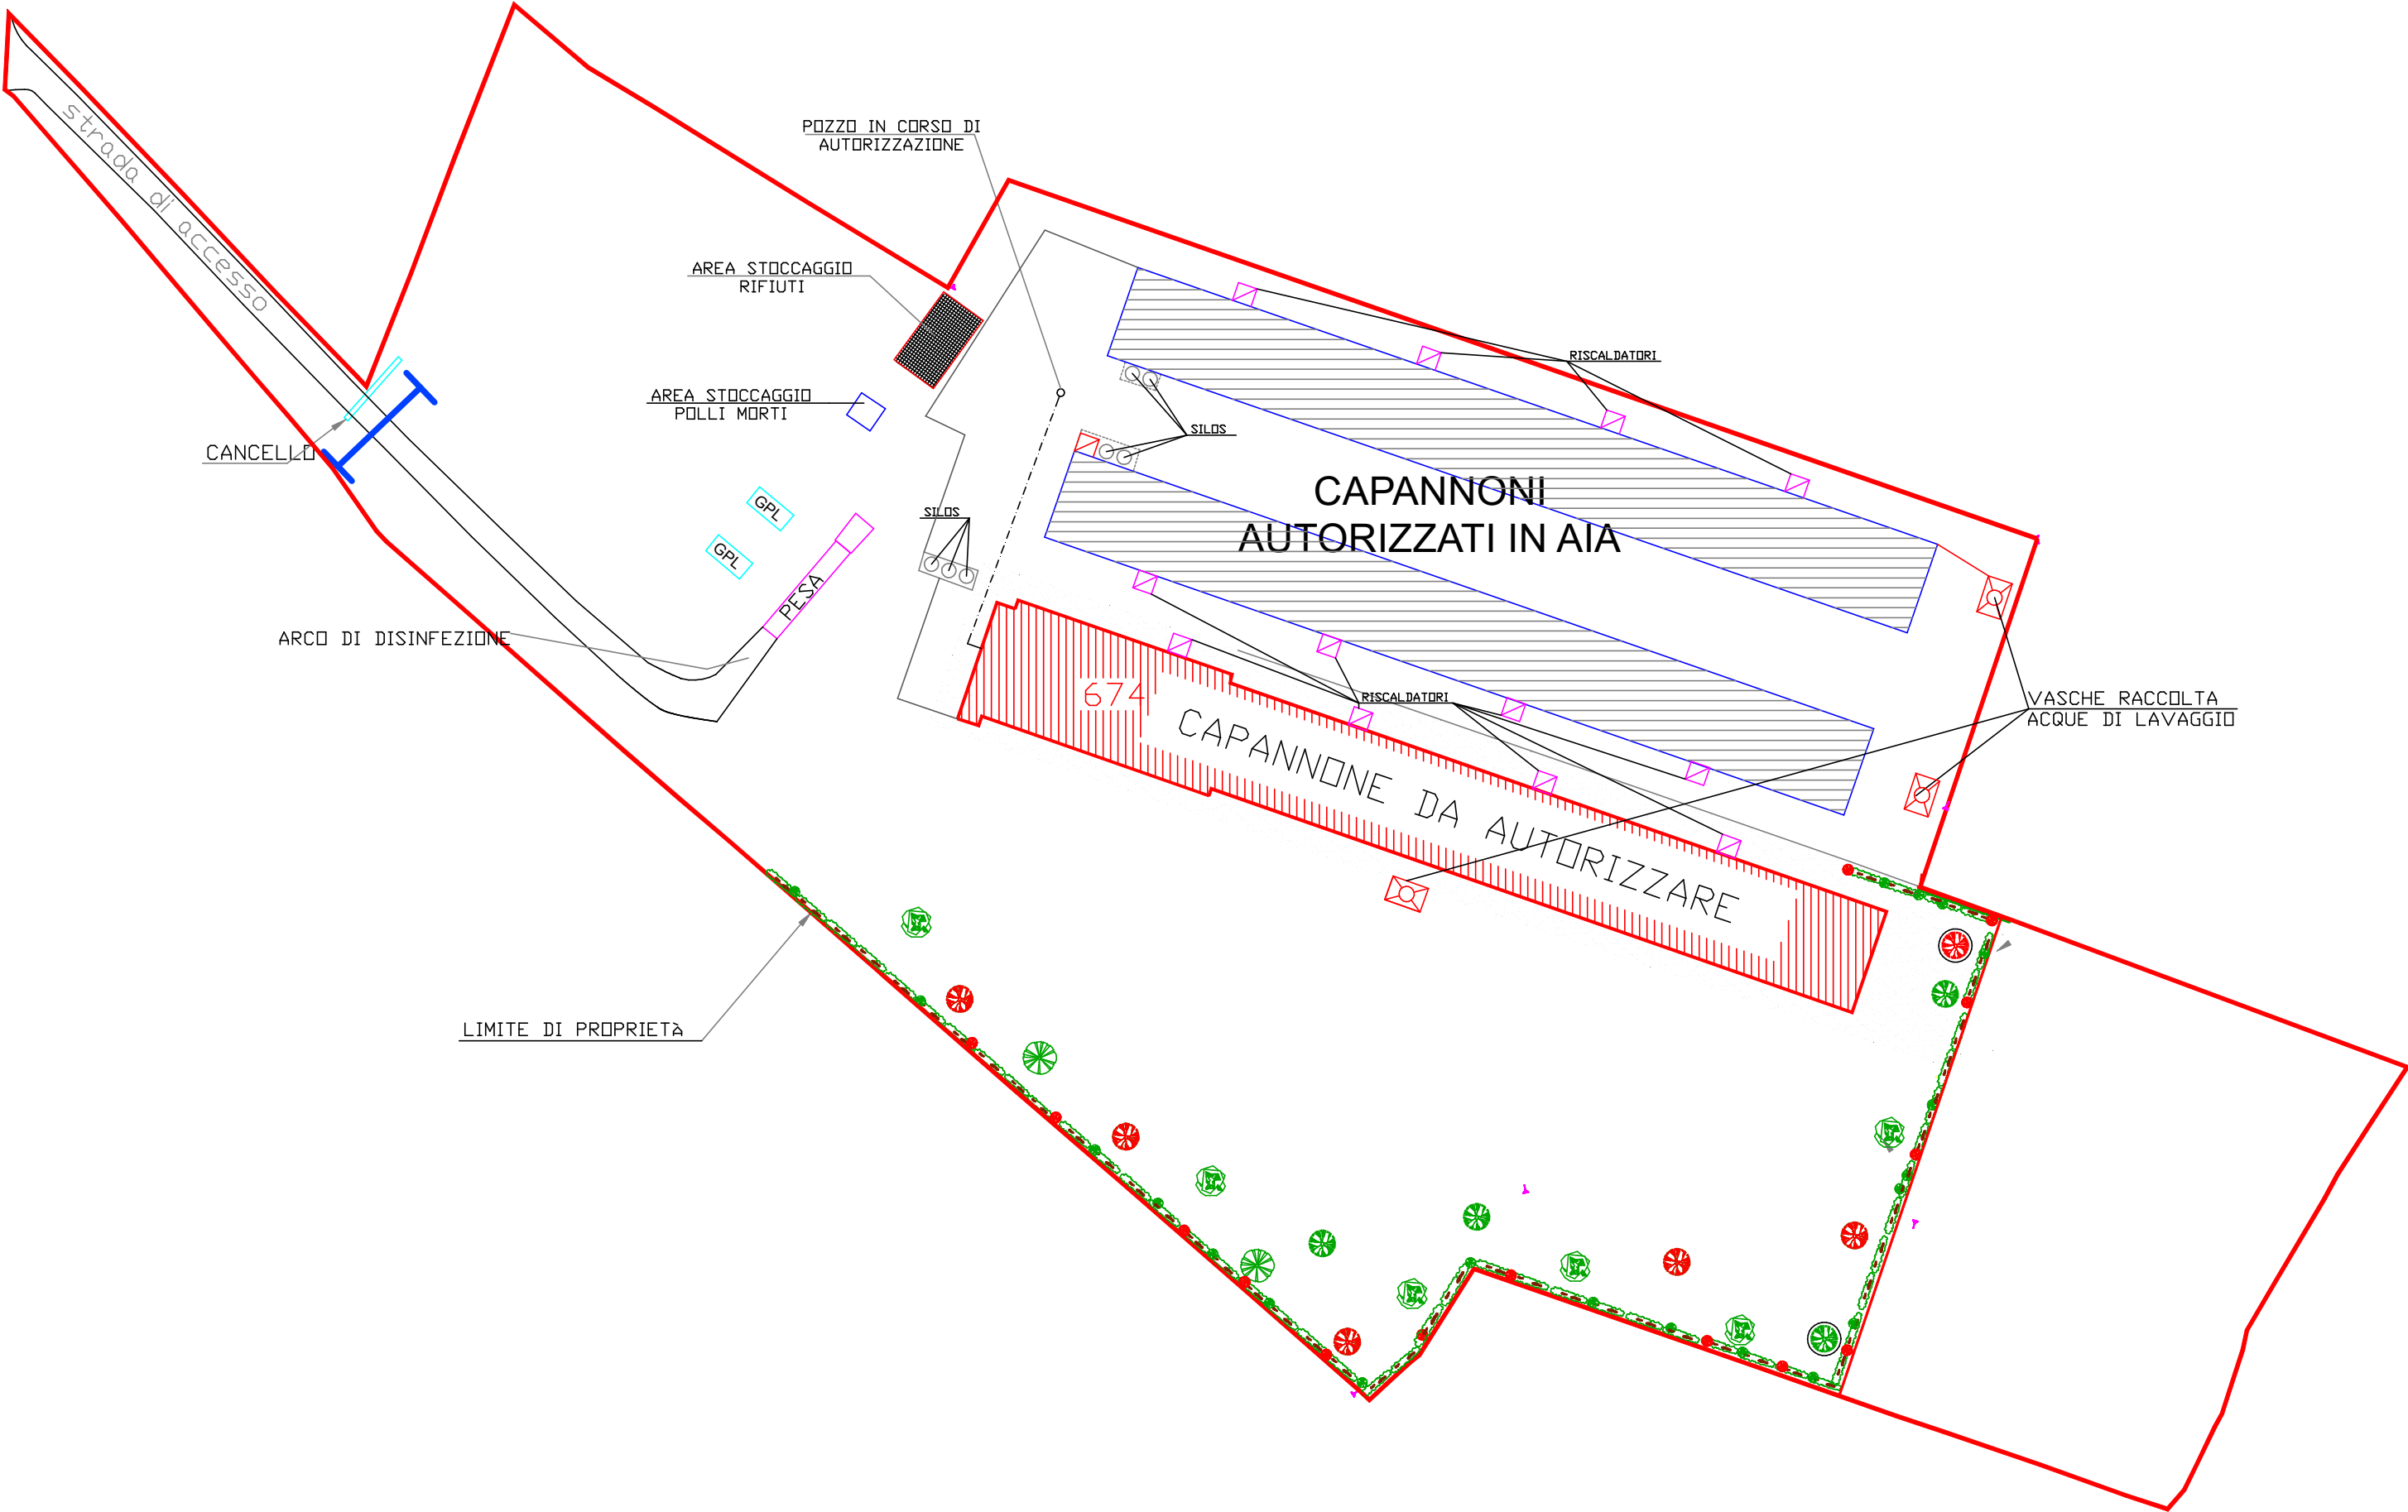 strada di accesso
POZZO IN CORSO DI
AUTORIZZAZIONE
AREA STOCCAGGIO
RIFIUTI
RISCALDATORI
AREA STOCCAGGIO
POLLI MORTI
SILOS
CANCELLO
CAPANNONI
AUTORIZZATI IN AIA
GPL
SILOS
GPL
PESA
ARCO DI DISINFEZIONE
674
RISCALDATORI
VASCHE RACCOLTA
ACQUE DI LAVAGGIO
CAPANNONE DA AUTORIZZARE
LIMITE DI PROPRIETà